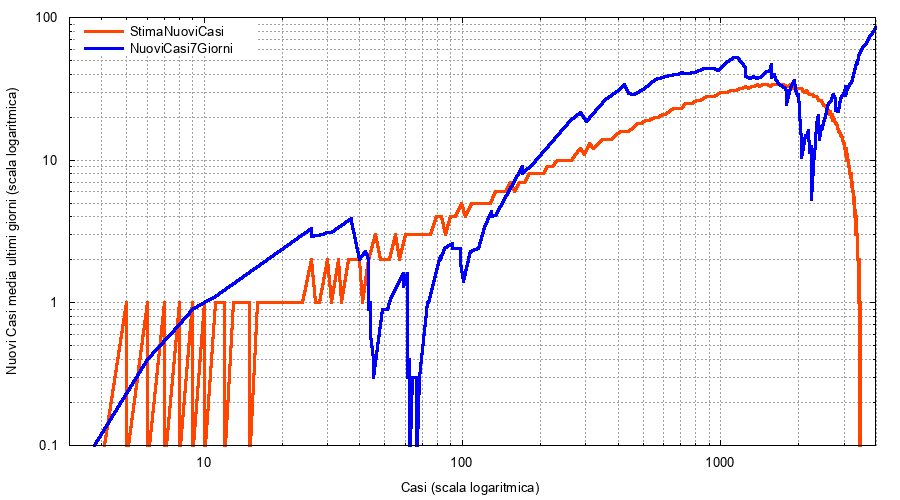 100
StimaNuoviCasi
NuoviCasi7Giorni
10
1
0.1
10
100
1000
Nuovi Casi media ultimi giorni (scala logaritmica)
Casi (scala logaritmica)